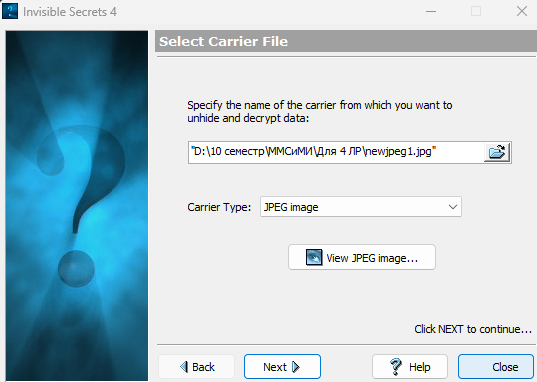 Invisible Secrets 4
Select Carrier File
Specify the name of the carrier from which you want to
unhide and decrypt data:
"D:\10 семестр\ММСиМИ\Для 4 ЛР\newjpeg1.jpg"
Carrier Type: JPEG image
View JPEG image...
Click NEXT to continue...
Back Next Help Close